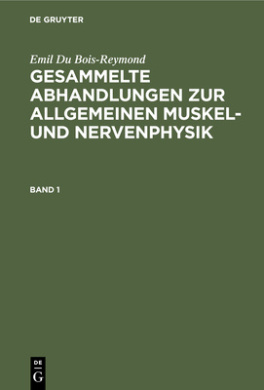 DE GRUYTER
Emil Du Bois-Reymond
GESAMMELTE
ABHANDLUNGEN ZUR
ALLGEMEINEN MUSKEL-
UND NERVENPHYSIK
BAND 1
DE
G